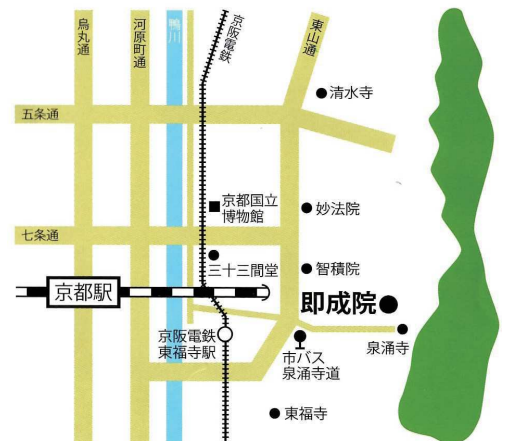 烏丸通
河原町通
鴨川
京阪電鉄
東山通
清水寺
五条通
京都国立
博物館
妙法院
七条通
三十三間堂
智積院
京都駅
即成院
京阪電鉄
東福寺駅
市バス
泉涌寺道
泉涌寺
東福寺